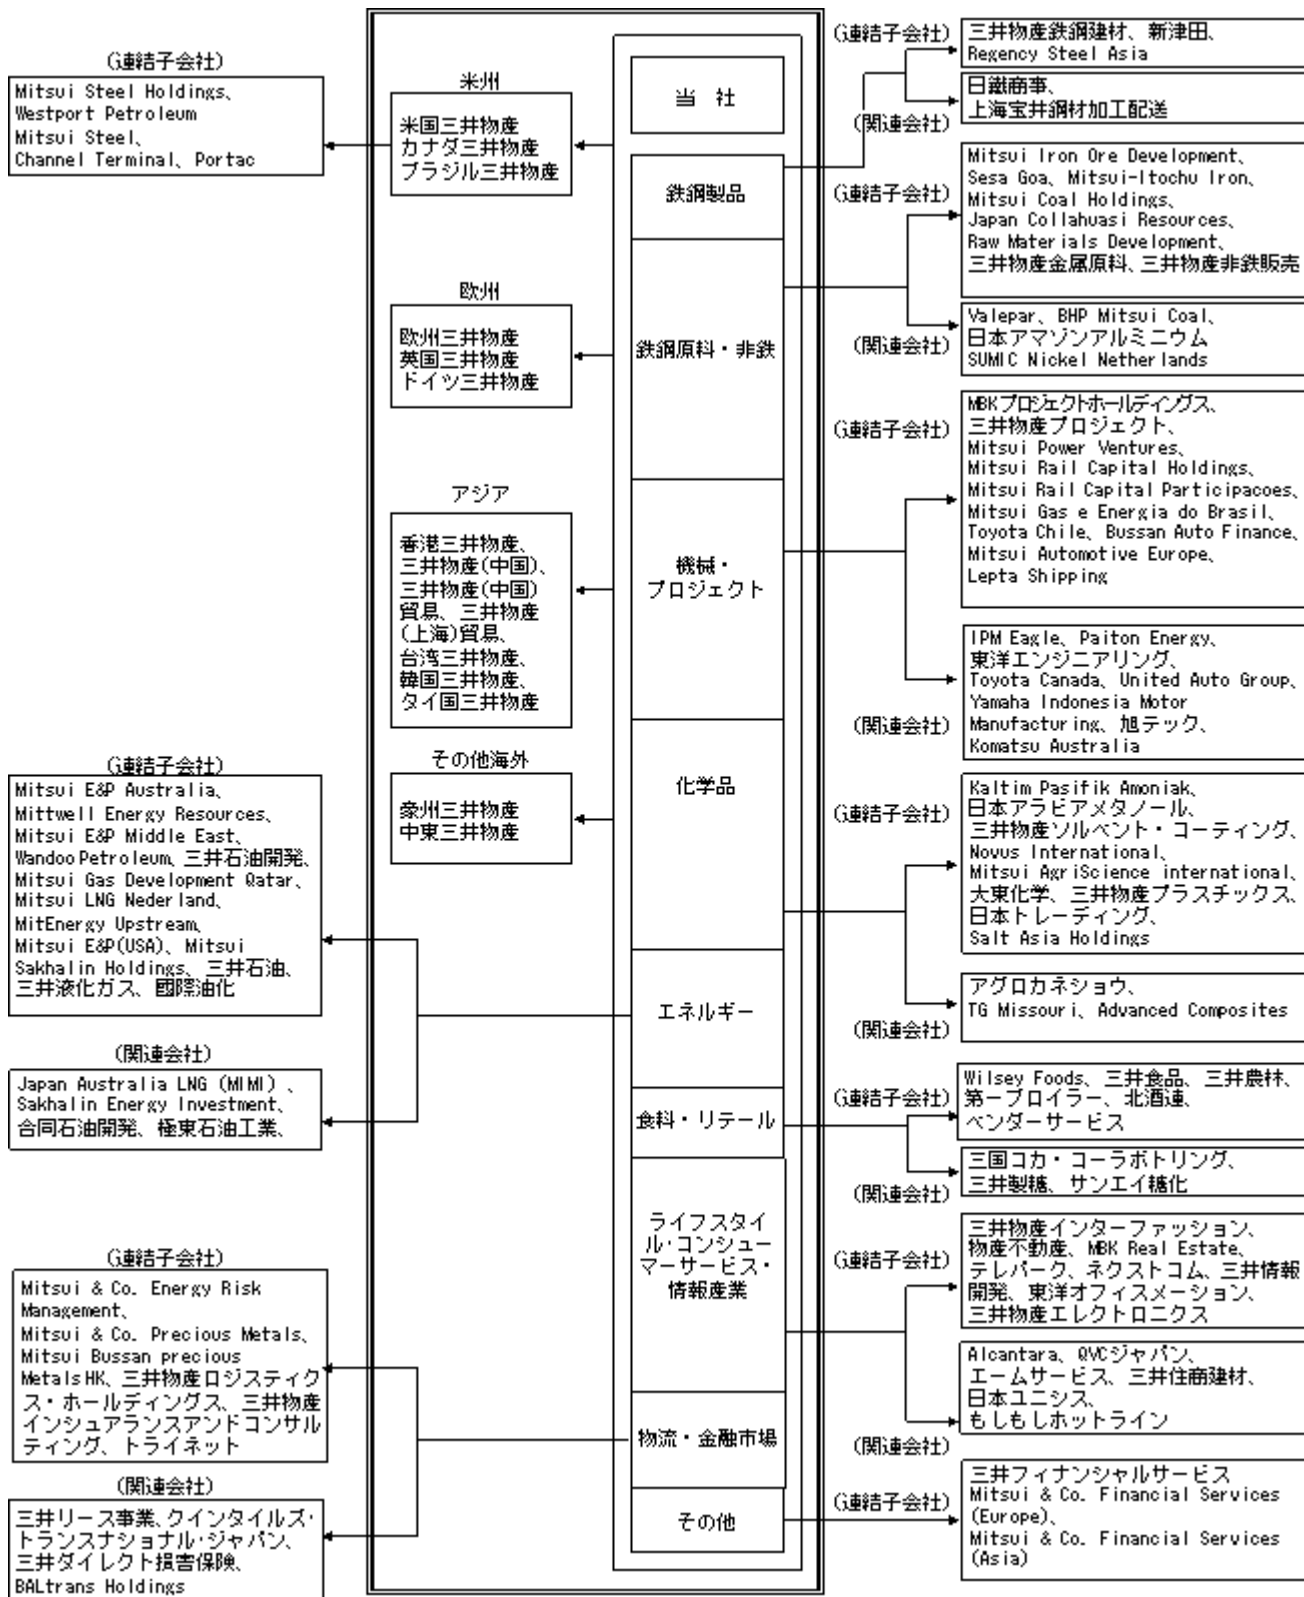 (連結子会社)
Mitsui Steel Holdings、
Westport Petroleum
Mitsui Steel、
Channel Terminal、Portac
米州
米国三井物産
カナダ三井物産
ブラジル三井物産
欧州
欧州三井物産
英国三井物産
ドイツ三井物産
アジア
香港三井物産、
三井物産(中国)、
三井物産(中国)
貿易、三井物産
(上海)貿易、
台湾三井物産、
韓国三井物産、
タイ国三井物産
その他海外
豪州三井物産
中東三井物産
(連結子会社)
Mitsui E&P Australia、
Mittwell Energy Resources、
Mitsui E&P Middle East、
Wandoo Petroleum、三井石油開発、
Mitsui Gas Development Qatar、
Mitsui LNG Nederland、
MitEnergy Upstream、
Mitsui E&P(USA)、Mitsui
Sakhalin Holdings、三井石油、
三井液化ガス、國際油化
(関連会社)
Japan Australia LNG (MIMI) 、
Sakhalin Energy Investment、
合同石油開発、極東石油工業、
(連結子会社)
Mitsui & Co. Energy Risk
Management、
Mitsui & Co. Precious Metals、
Mitsui Bussan precious
Metals HK、三井物産ロジスティク
ス・ホールディングス、三井物産
インシュアランスアンドコンサル
ティング、トライネット
(関連会社)
三井リース事業、クインタイルズ・
トランスナショナル・ジャパン、
三井ダイレクト損害保険、
BALtrans Holdings
当 社
鉄鋼製品
鉄鋼原料・非鉄
機械・
プロジェクト
化学品
エネルギー
食料・リテール
ライフスタイ
ル・コンシュー
マーサービス・
情報産業
物流・金融市場
その他
(連結子会社)
三井物産鉄鋼建材、新津田、
Regency Steel Asia
(関連会社)
日鐵商事、
上海宝井鋼材加工配送
(連結子会社)
Mitsui Iron Ore Development、
Sesa Goa、Mitsui-Itochu Iron、
Mitsui Coal Holdings、
Japan Collahuasi Resources、
Raw Materials Development、
三井物産金属原料、三井物産非鉄販売
(関連会社)
Valepar、BHP Mitsui Coal、
日本アマゾンアルミニウム
SUMIC Nickel Netherlands
(連結子会社)
MBKプロジェクトホールディングス、
三井物産プロジェクト、
Mitsui Power Ventures、
Mitsui Rail Capital Holdings、
Mitsui Rail Capital Participacoes、
Mitsui Gas e Energia do Brasil、
Toyota Chile、Bussan Auto Finance、
Mitsui Automotive Europe、
Lepta Shipping
(関連会社)
IPM Eagle、Paiton Energy、
東洋エンジニアリング、
Toyota Canada、United Auto Group、
Yamaha Indonesia Motor
Manufacturing、旭テック、
Komatsu Australia
(連結子会社)
Kaltim Pasifik Amoniak、
日本アラビアメタノール、
三井物産ソルベント・コーティング、
Novus International、
Mitsui AgriScience international、
大東化学、三井物産プラスチックス、
日本トレーディング、
Salt Asia Holdings
(関連会社)
アグロカネショウ、
TG Missouri、Advanced Composites
(連結子会社)
Wilsey Foods、三井食品、三井農林、
第一ブロイラー、北酒連、
ベンダーサービス
(関連会社)
三国コカ・コーラボトリング、
三井製糖、サンエイ糖化
(連結子会社)
三井物産インターファッション、
物産不動産、MBK Real Estate、
テレパーク、ネクストコム、三井情報
開発、東洋オフィスメーション、
三井物産エレクトロニクス
(関連会社)
Alcantara、QVCジャパン、
エームサービス、三井住商建材、
日本ユニシス、
もしもしホットライン
(連結子会社)
三井フィナンシャルサービス
Mitsui & Co. Financial Services
(Europe)、
Mitsui & Co. Financial Services
(Asia)